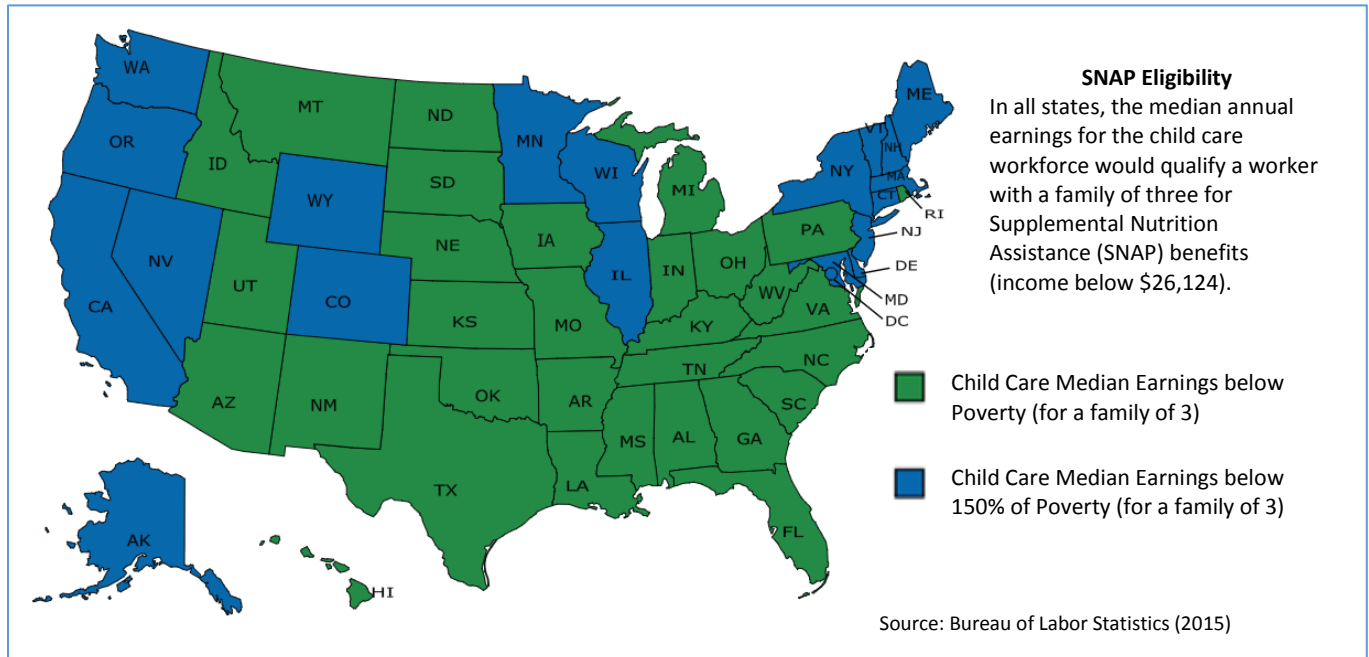 WA
OR
CA
NV
ID
MT
WY
UT
CO
AZ
NM
ND
SD
NE
KS
OK
TX
MN
IA
MO
AR
LA
WI
IL
MI
IN
OH
KY
TN
MS
AL
GA
FL
SC
NC
VA
WV
PA
NY
VT
NH
ME
MA
CT
RI
NJ
DE
MD
DC
AK
HI
SNAP Eligibility
In all states, the median annual
earnings for the child care
workforce would qualify a worker
with a family of three for
Supplemental Nutrition
Assistance (SNAP) benefits
(income below $26,124).
Child Care Median Earnings below
Poverty (for a family of 3)
Child Care Median Earnings below
150% of Poverty (for a family of 3)
Source: Bureau of Labor Statistics (2015)